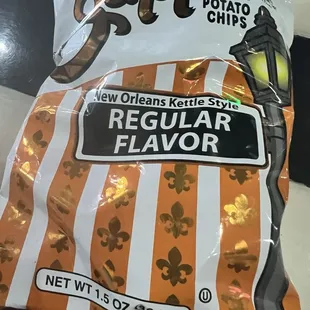 POTATO
CHIPS
New Orleans Kettle Style
REGULAR
FLAVOR
NET WT 1.5 OZ
U